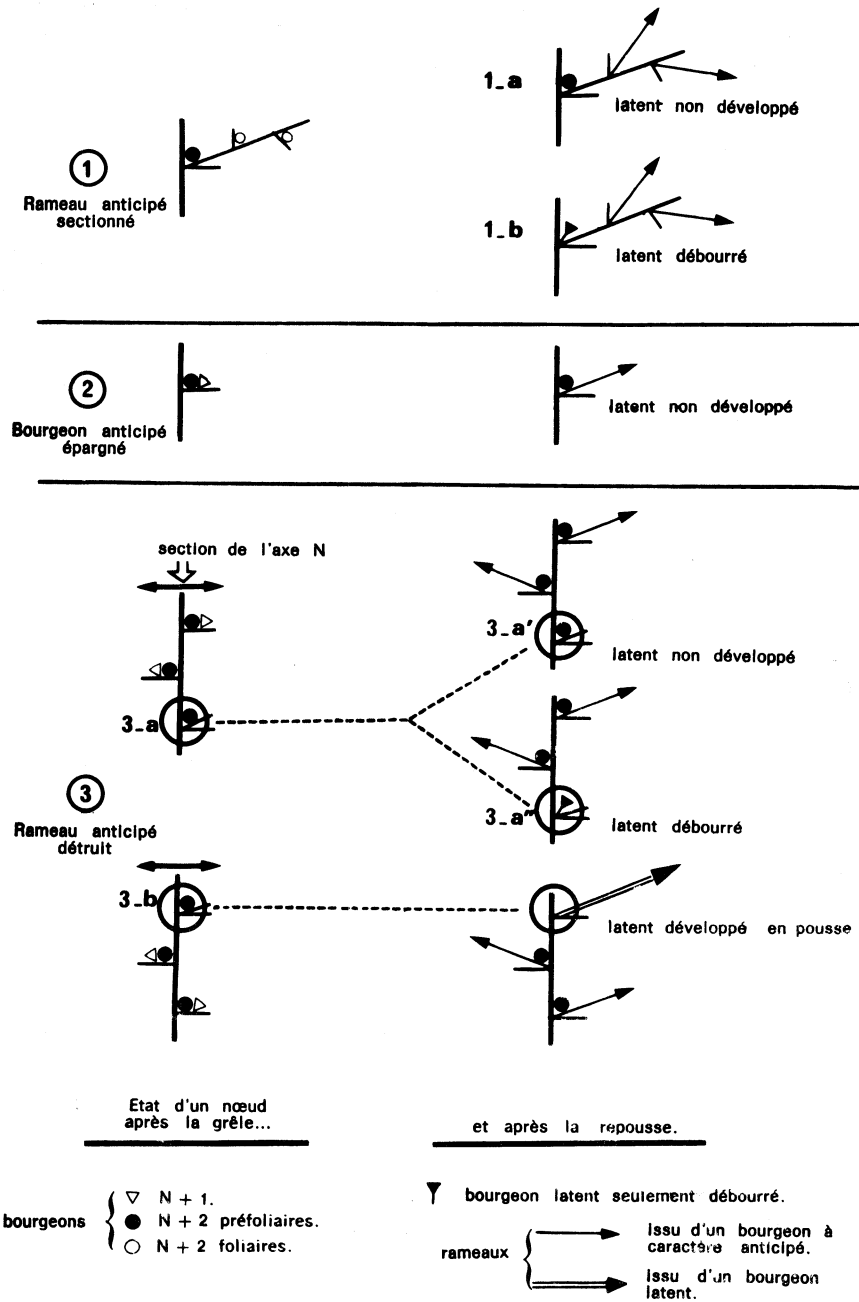 1
Rameau anticipé
sectionné
1_a
latent non développé
1_b
latent débourré
2
Bourgeon anticipé
épargné
latent non développé
section de l'axe N
3_a
3_a'
latent non développé
3_a"
latent débourré
3
Rameau anticipé
détruit
3_b
latent développé en pousse
Etat d'un nœud
après la grêle...
et après la repousse.
bourgeons
N + 1.
N + 2 préfoliaires.
N + 2 foliaires.
bourgeon latent seulement débourré.
rameaux
Issu d'un bourgeon à
caractère anticipé.
Issu d'un bourgeon
latent.